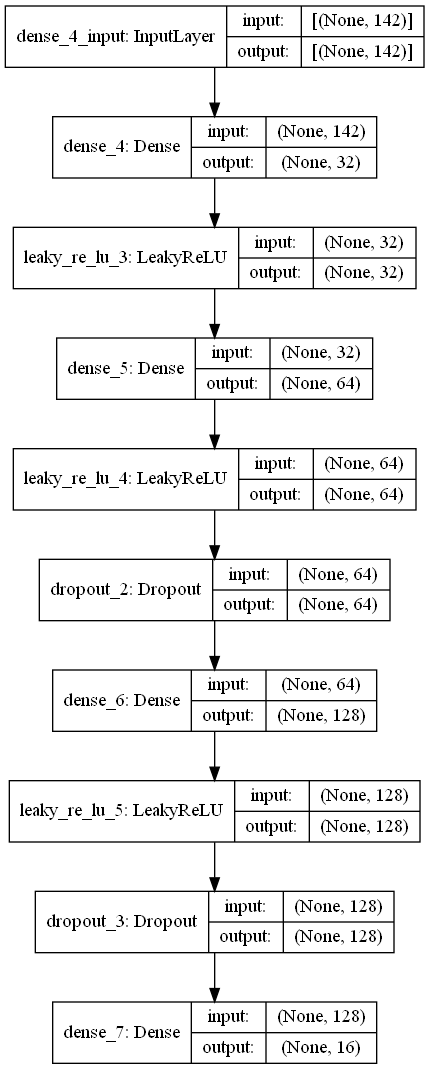 dense_4_input: InputLayer
input: [(None, 142)]
output: [(None, 142)]
dense_4: Dense
input: (None, 142)
output: (None, 32)
leaky_re_lu_3: LeakyReLU
input: (None, 32)
output: (None, 32)
dense_5: Dense
input: (None, 32)
output: (None, 64)
leaky_re_lu_4: LeakyReLU
input: (None, 64)
output: (None, 64)
dropout_2: Dropout
input: (None, 64)
output: (None, 64)
dense_6: Dense
input: (None, 64)
output: (None, 128)
leaky_re_lu_5: LeakyReLU
input: (None, 128)
output: (None, 128)
dropout_3: Dropout
input: (None, 128)
output: (None, 128)
dense_7: Dense
input: (None, 128)
output: (None, 16)